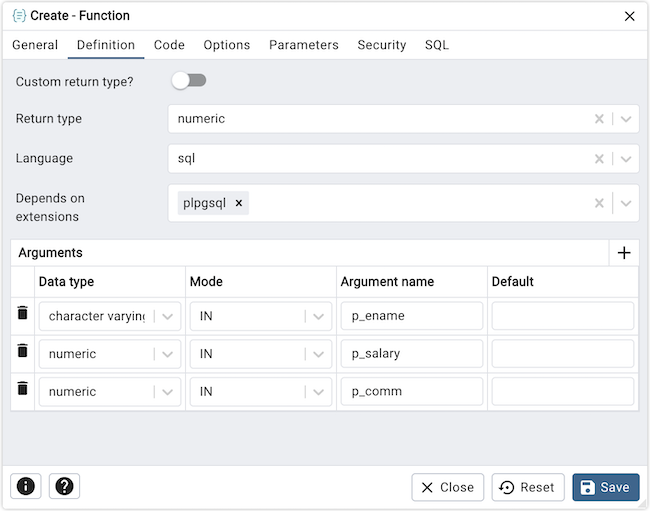 Create - Function
General Definition Code Options Parameters Security SQL
Custom return type?
Return type numeric
Language sql
Depends on plpgsql
extensions
Arguments
Data type Mode Argument name Default
character varying IN p_ename
numeric IN p_salary
numeric IN p_comm
Close Reset Save